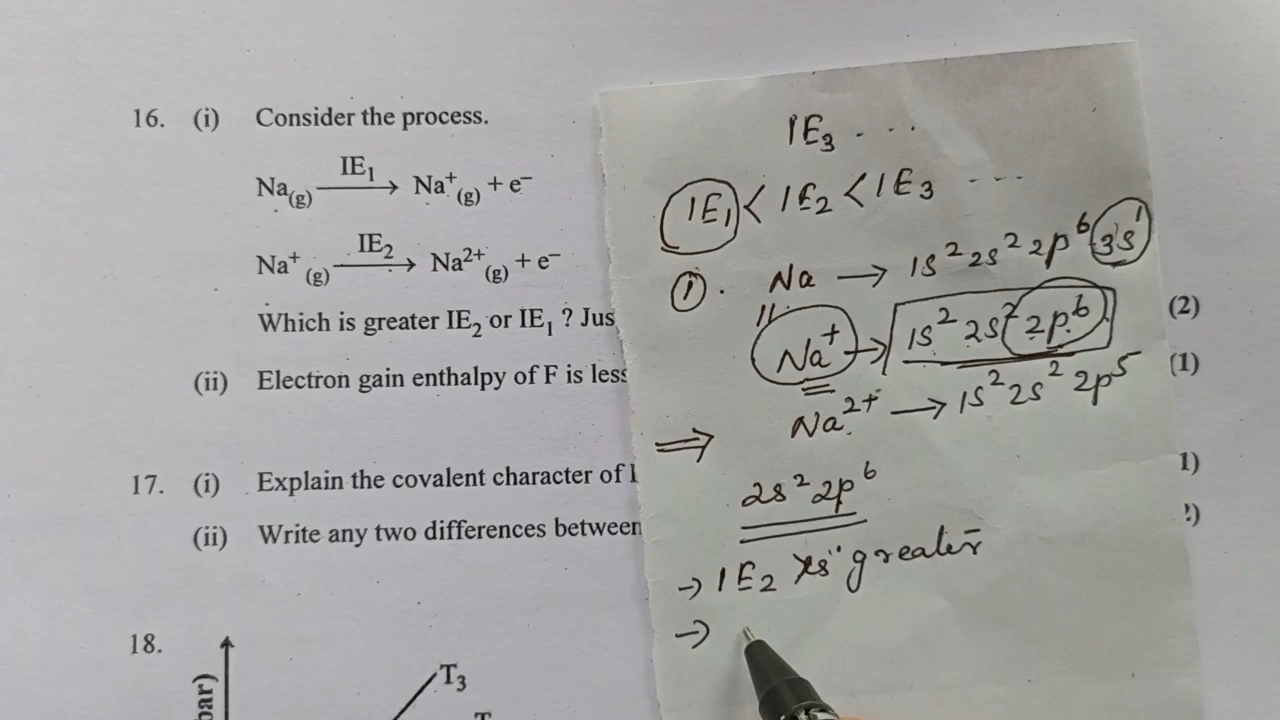 16. (i) Consider the process.
Na(g) —IE₁→ Na⁺(g) + e⁻
Na⁺(g) —IE₂→ Na²⁺(g) + e⁻
Which is greater IE₂ or IE₁ ? Jus
(2)
(ii) Electron gain enthalpy of F is less
(1)
17. (i) Explain the covalent character of
1)
(ii) Write any two differences between
18.
T₃
bar)
IE₃ ...
IE₁ < IE₂ < IE₃ ...
①. Na → 1s² 2s² 2p⁶ 3s¹
Na⁺ → 1s² 2s² 2p⁶
⇒ Na²⁺ → 1s² 2s² 2p⁵
2s² 2p⁶
→ IE₂ is greater
→